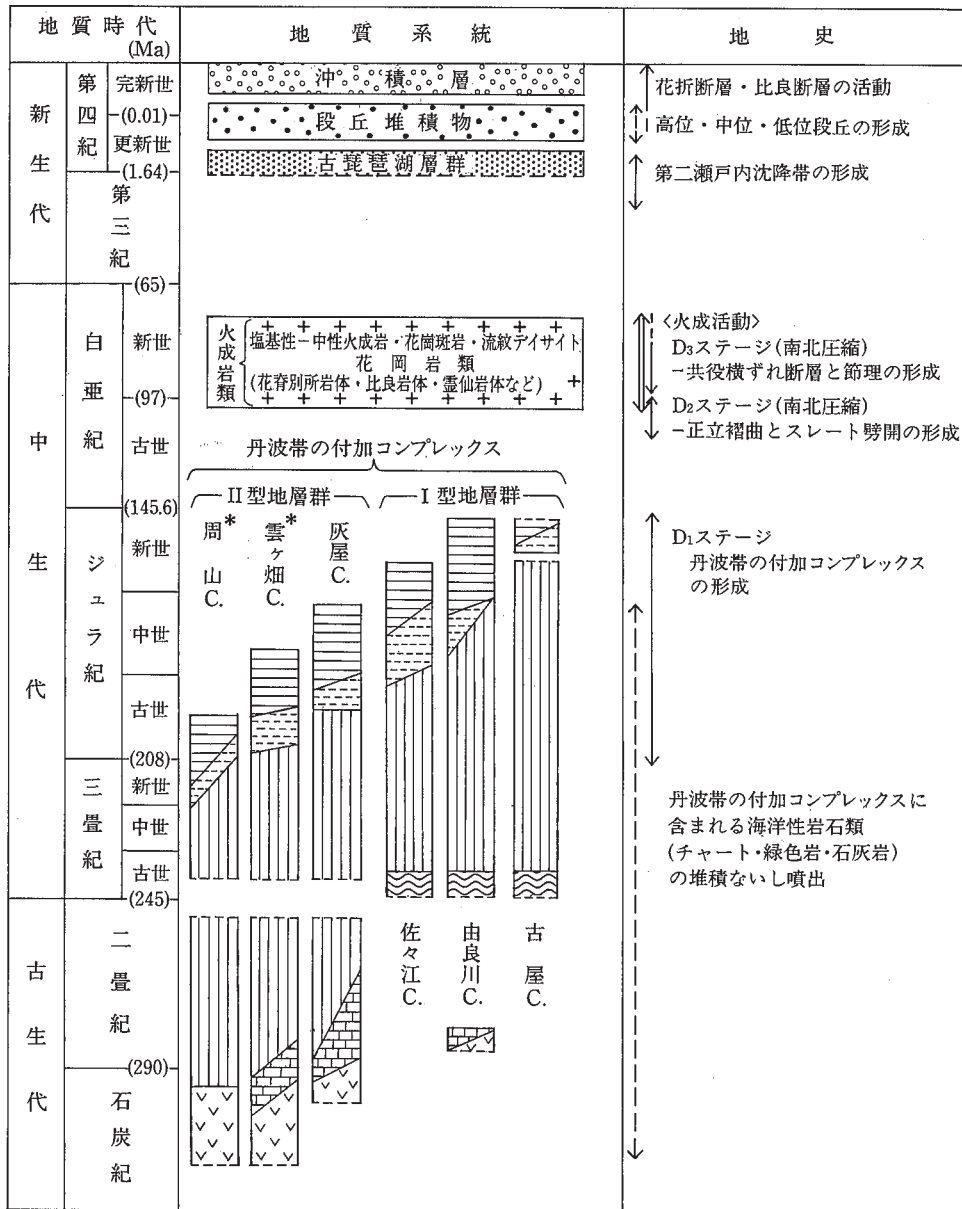 地質時代
(Ma)
地質系統
地史
新生代
第四紀
完新世
(0.01)
更新世
(1.64)
第三紀
(65)
中生代
白亜紀
新世
(97)
古世
(145.6)
ジュラ紀
新世
中世
古世
(208)
三畳紀
新世
中世
古世
(245)
古生代
二畳紀
(290)
石炭紀
沖積層
段丘堆積物
古琵琶湖層群
火成岩類
塩基性－中性火成岩・花崗斑岩・流紋デイサイト
花岡岩類
(花脊別所岩体・比良岩体・霊仙岩体など)
丹波帯の付加コンプレックス
II型地層群
I型地層群
周山C.*
雲ヶ畑C.*
灰屋C.
佐々江C.
由良川C.
古屋C.
花折断層・比良断層の活動
高位・中位・低位段丘の形成
第二瀬戸内沈降帯の形成
〈火成活動〉
D₃ステージ(南北圧縮)
－共役横ずれ断層と節理の形成
D₂ステージ(南北圧縮)
－正立褶曲とスレート劈開の形成
D₁ステージ
丹波帯の付加コンプレックス
の形成
丹波帯の付加コンプレックスに
含まれる海洋性岩石類
(チャート・緑色岩・石灰岩)
の堆積ないし噴出